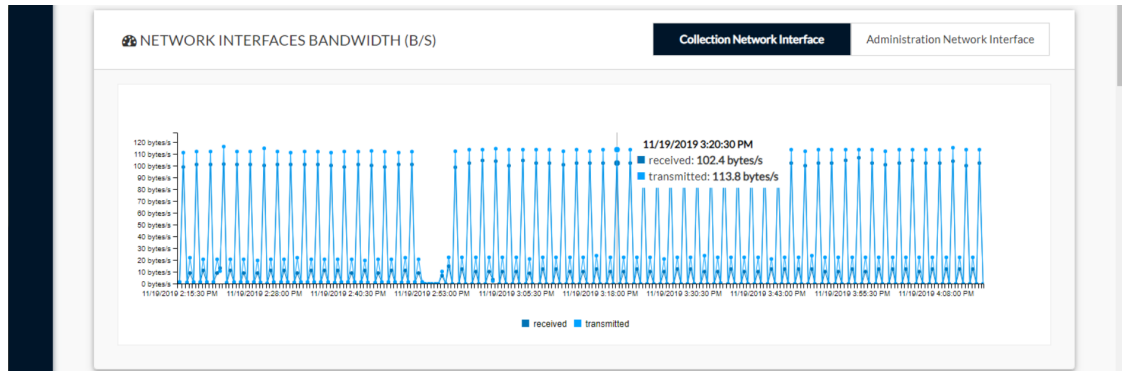 NETWORK INTERFACES BANDWIDTH (B/S)
Collection Network Interface
Administration Network Interface
120 bytes/s
110 bytes/s
100 bytes/s
90 bytes/s
80 bytes/s
70 bytes/s
60 bytes/s
50 bytes/s
40 bytes/s
30 bytes/s
20 bytes/s
10 bytes/s
0 bytes/s
11/19/2019 3:20:30 PM
received: 102.4 bytes/s
transmitted: 113.8 bytes/s
11/19/2019 2:15:30 PM 11/19/2019 2:28:00 PM 11/19/2019 2:40:30 PM 11/19/2019 2:53:00 PM 11/19/2019 3:05:30 PM 11/19/2019 3:18:00 PM 11/19/2019 3:30:30 PM 11/19/2019 3:43:00 PM 11/19/2019 3:55:30 PM 11/19/2019 4:08:00 PM
received transmitted